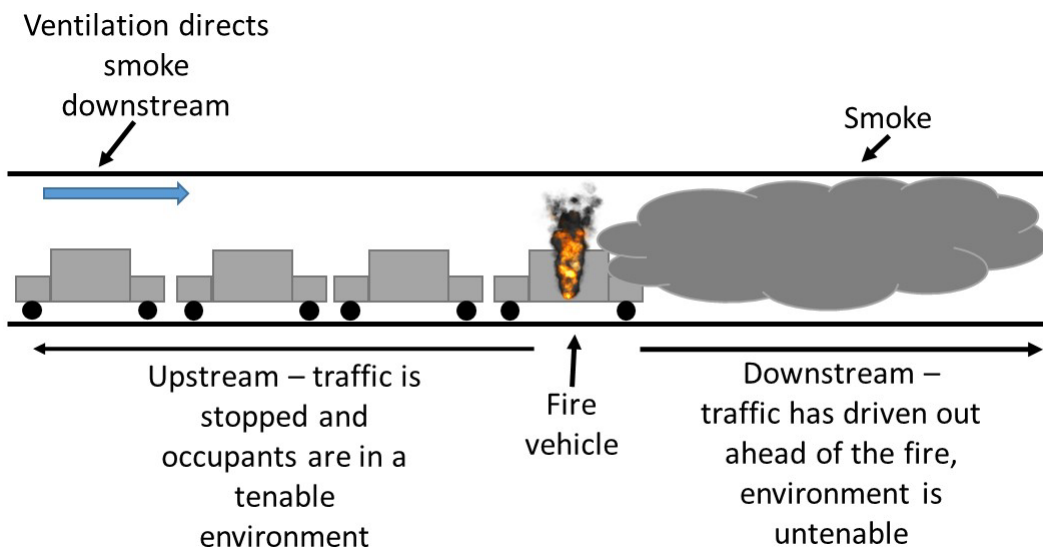 Ventilation directs
smoke
downstream
Smoke
Upstream – traffic is
stopped and
occupants are in a
tenable
environment
Fire
vehicle
Downstream –
traffic has driven out
ahead of the fire,
environment is
untenable